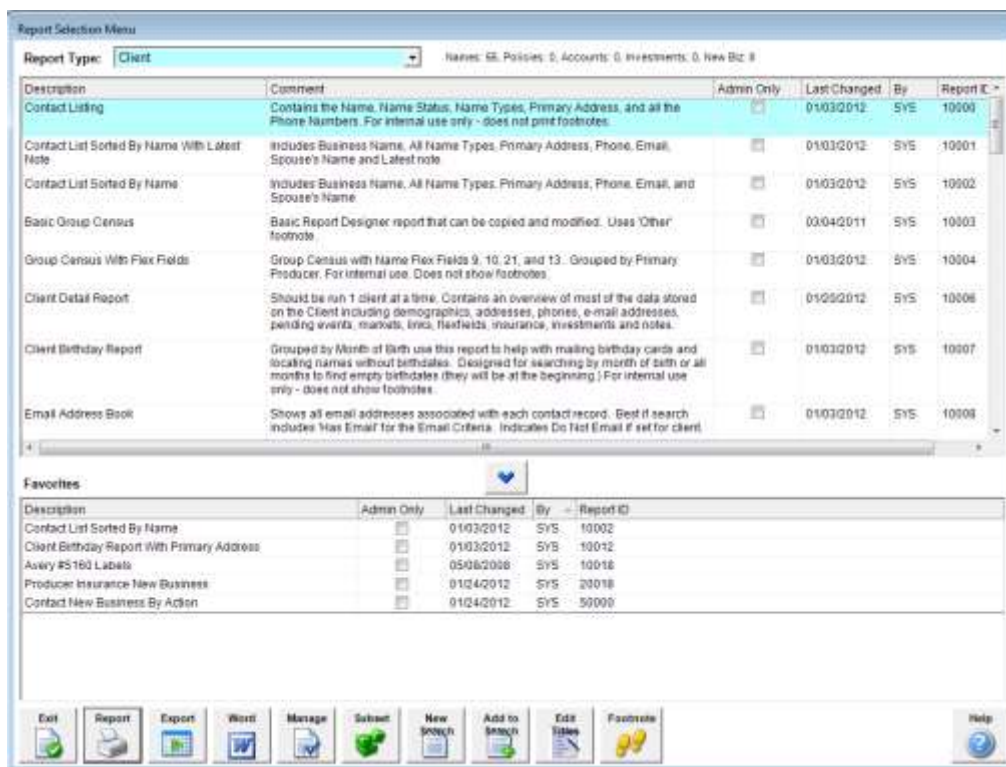 Report Selection Menu
Report Type: Client
Names: 66, Policies: 0, Accounts: 0, Investments: 0, New Biz: 8
Description Comment Admin Only Last Changed By Report ID
Contact Listing Contains the Name, Name Status, Name Types, Primary Address, and all the 01/03/2012 SYS 10000
Phone Numbers. For internal use only - does not print footnotes.
Contact List Sorted By Name With Latest Includes Business Name, All Name Types, Primary Address, Phone, Email, 01/03/2012 SYS 10001
Note Spouse's Name and Latest note
Contact List Sorted By Name Includes Business Name, All Name Types, Primary Address, Phone, Email, and 01/03/2012 SYS 10002
Spouse's Name
Basic Group Census Basic Report Designer report that can be copied and modified. Uses 'Other' 03/04/2011 SYS 10003
footnote.
Group Census With Flex Fields Group Census with Name Flex Fields 9, 10, 21, and 13. Grouped by Primary 01/03/2012 SYS 10004
Producer. For internal use. Does not show footnotes.
Client Detail Report Should be run 1 client at a time. Contains an overview of most of the data stored 01/25/2012 SYS 10006
on the Client including demographics, addresses, phones, e-mail addresses,
pending events, markets, links, flexfields, insurance, investments and notes.
Client Birthday Report Grouped by Month of Birth use this report to help with mailing birthday cards and 01/03/2012 SYS 10007
locating names without birthdates. Designed for searching by month of birth or all
months to find empty birthdates (they will be at the beginning.) For internal use
only - does not show footnotes.
Email Address Book Shows all email addresses associated with each contact record. Best if search 01/03/2012 SYS 10008
includes 'Has Email' for the Email Criteria. Indicates Do Not Email if set for client.
Favorites
Description Admin Only Last Changed By Report ID
Contact List Sorted By Name 01/03/2012 SYS 10002
Client Birthday Report With Primary Address 01/03/2012 SYS 10012
Avery #5160 Labels 05/08/2008 SYS 10018
Producer Insurance New Business 01/24/2012 SYS 20018
Contact New Business By Action 01/24/2012 SYS 50000
Exit Report Export Word Manage Subset New Search Add to Search Edit Titles Footnote Help